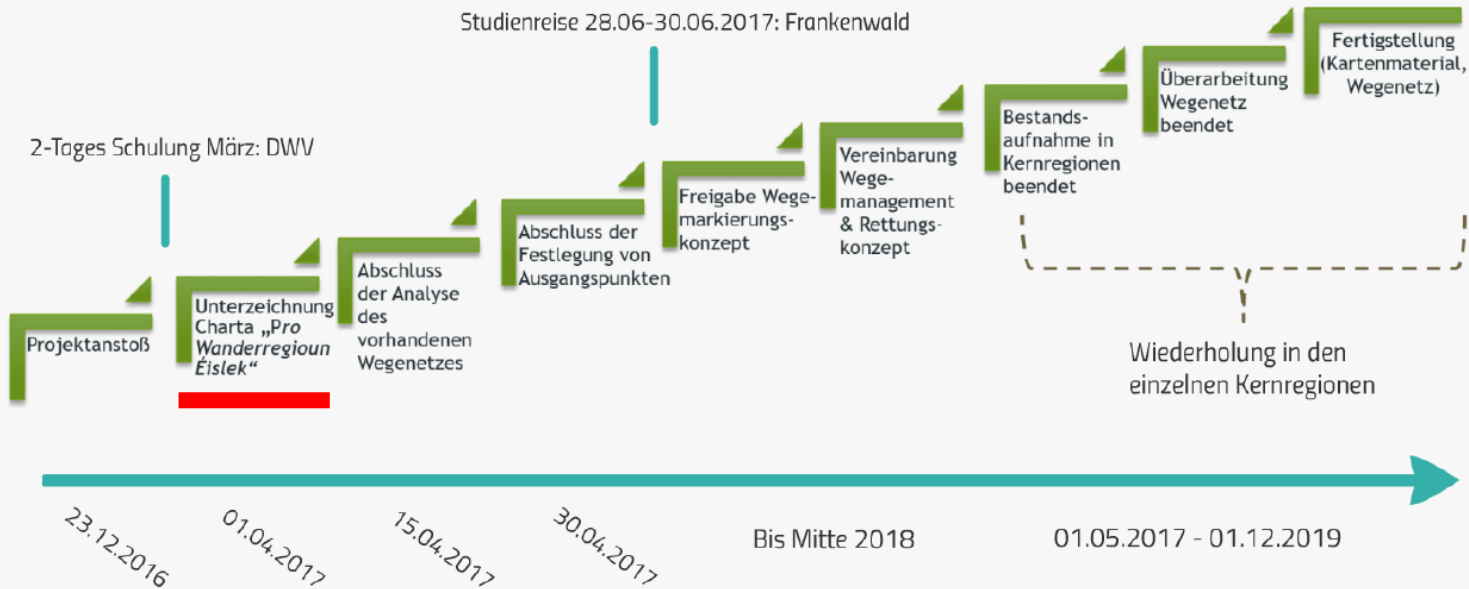 Studienreise 28.06-30.06.2017: Frankenwald
2-Tages Schulung März: DWV
Projektanstoß
Unterzeichnung
Charta „Pro
Wanderregioun
Éislek“
Abschluss
der Analyse
des
vorhandenen
Wegenetzes
Abschluss der
Festlegung von
Ausgangspunkten
Freigabe Wege-
markierungs-
konzept
Vereinbarung
Wege-
management
& Rettungs-
konzept
Bestands-
aufnahme in
Kernregionen
beendet
Überarbeitung
Wegenetz
beendet
Fertigstellung
(Kartenmaterial,
Wegenetz)
Wiederholung in den
einzelnen Kernregionen
23.12.2016
01.04.2017
15.04.2017
30.04.2017
Bis Mitte 2018
01.05.2017 - 01.12.2019